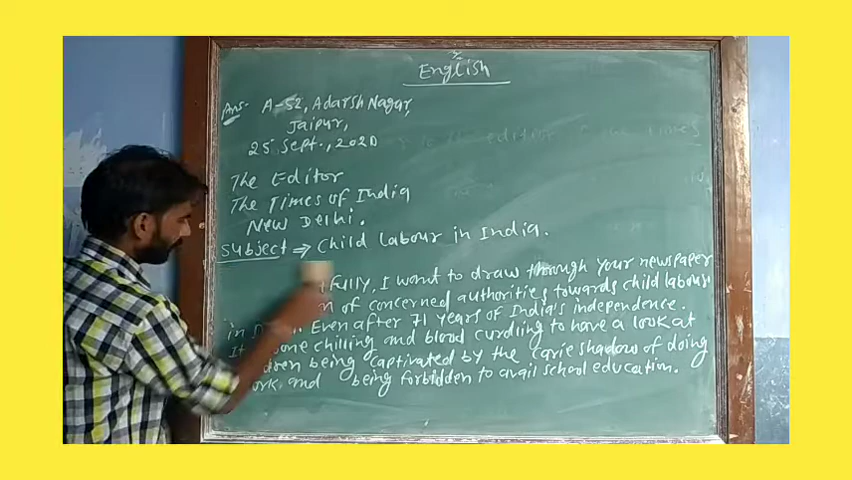 English
Ans. A-52, Adarsh Nagar,
Jaipur,
25 Sept., 2020
The Editor
The Times of India
New Delhi.
Subject ⇒ Child labour in India.
fully, I want to draw through your newspaper
n of concerned authorities towards child labour
in . Even after 71 years of India's independence.
It one chilling and blood curdling to have a look at
dren being captivated by the carie shadow of doing
ork, and being forbidden to avail school education.